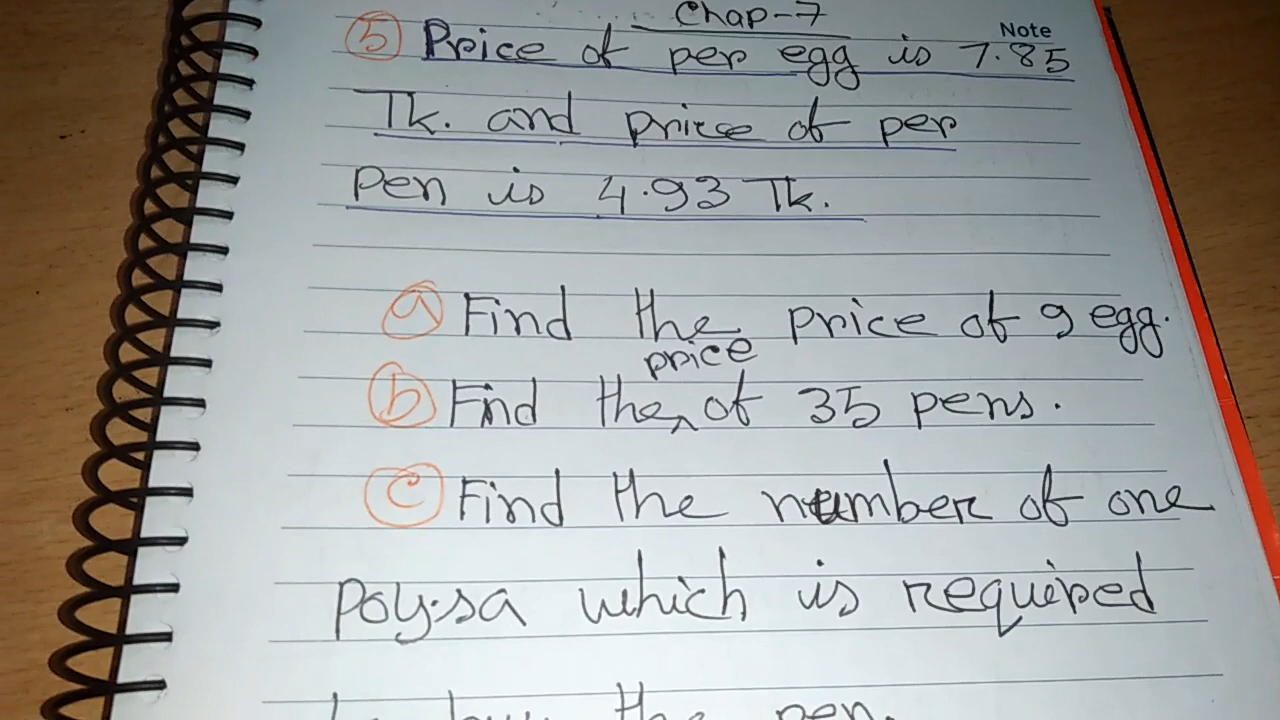 Chap-7
Note
⑤ Price of per egg is 7.85
Tk. and price of per
pen is 4.93 Tk.
ⓐ Find the price of 9 egg.
price
ⓑ Find the ^ of 35 pens.
ⓒ Find the number of one
poysa which is required
the pen.